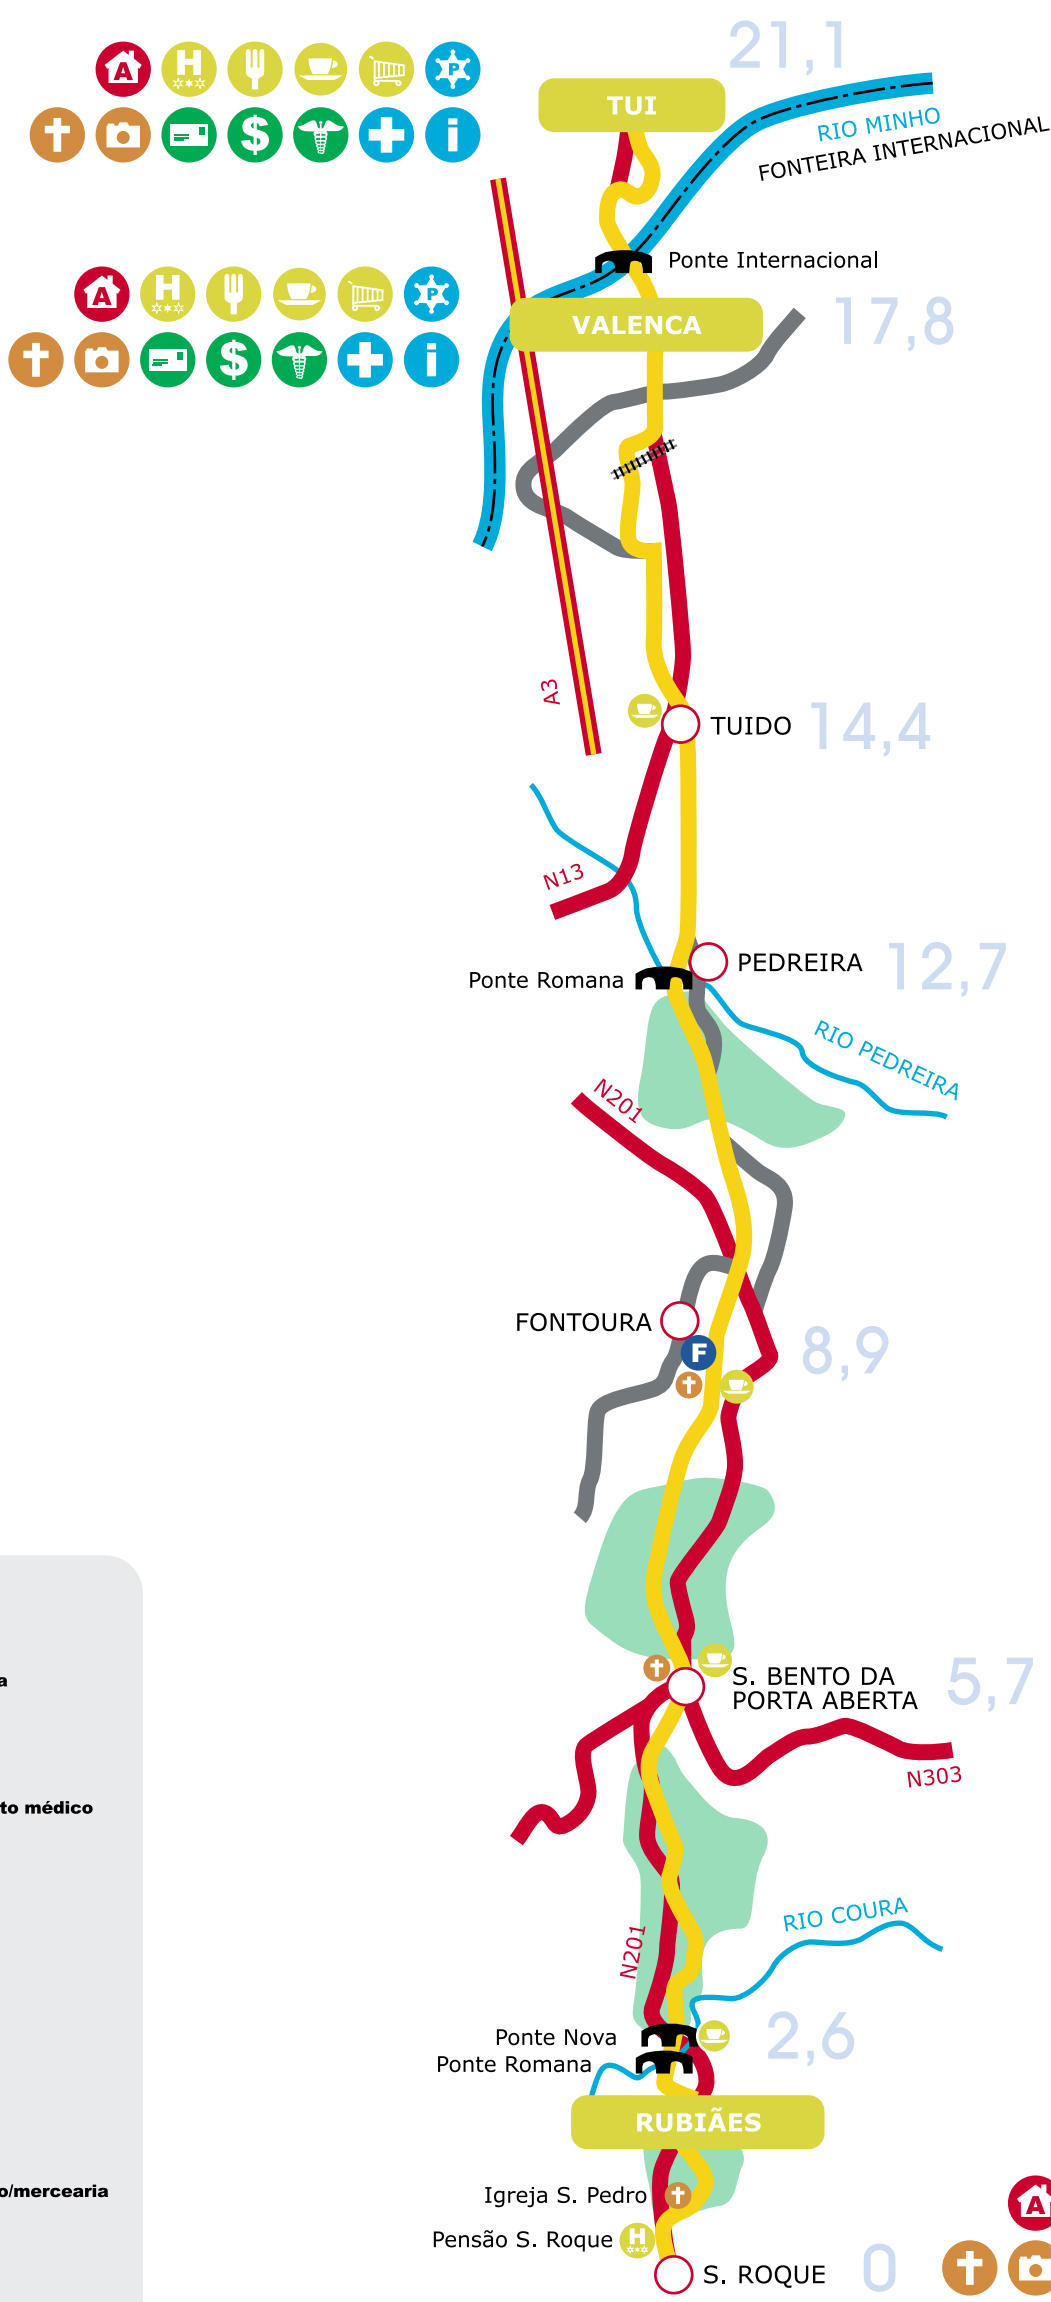 21,1
TUI
RIO MINHO
FONTEIRA INTERNACIONAL
Ponte Internacional
VALENCA
17,8
A3
TUIDO
14,4
N13
PEDREIRA
12,7
Ponte Romana
RIO PEDREIRA
N201
FONTOURA
F
8,9
S. BENTO DA
PORTA ABERTA
5,7
N303
to médico
RIO COURA
N201
Ponte Nova
2,6
Ponte Romana
RUBIÃES
o/mercearia
Igreja S. Pedro
Pensão S. Roque
H
S. ROQUE
0
A
A
H
P
$
i
A
H
P
$
i
a